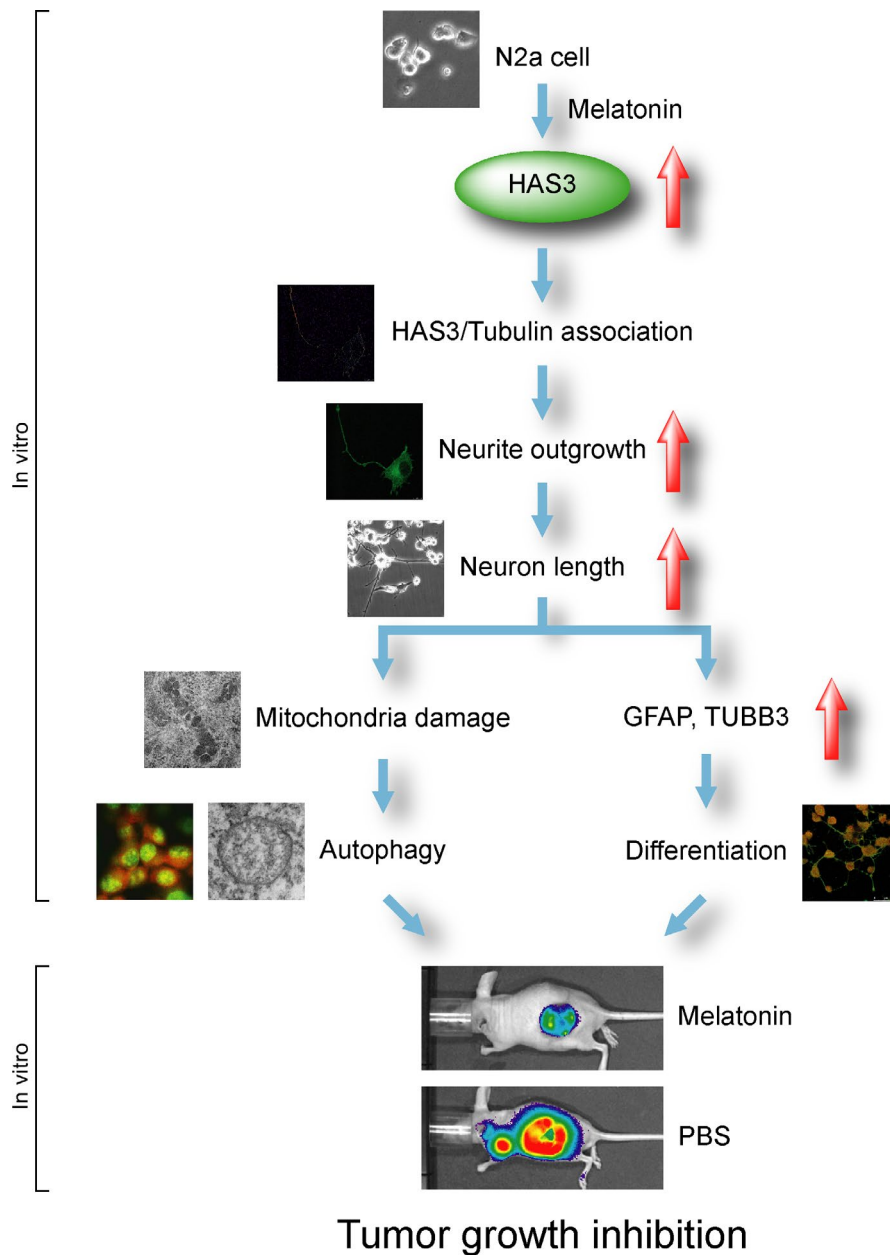 N2a cell
Melatonin
HAS3
HAS3/Tubulin association
Neurite outgrowth
Neuron length
Mitochondria damage
GFAP, TUBB3
Autophagy
Differentiation
In vitro
Melatonin
PBS
In vitro
Tumor growth inhibition